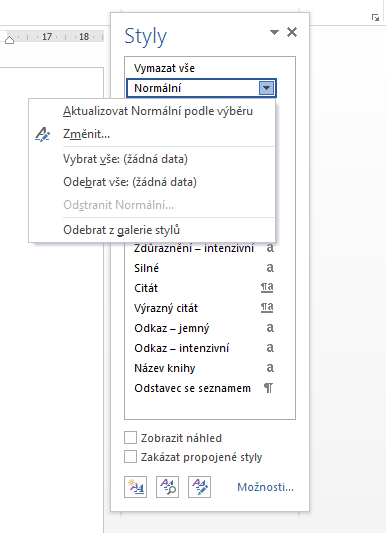 17 18
Styly
Vymazat vše
Normální
Aktualizovat Normální podle výběru
Změnit...
Vybrat vše: (žádná data)
Odebrat vše: (žádná data)
Odstranit Normální...
Odebrat z galerie stylů
Zdůraznění – intenzivní a
Silné a
Citát ¶a
Výrazný citát ¶a
Odkaz – jemný a
Odkaz – intenzivní a
Název knihy a
Odstavec se seznamem ¶
Zobrazit náhled
Zakázat propojené styly
Možnosti...